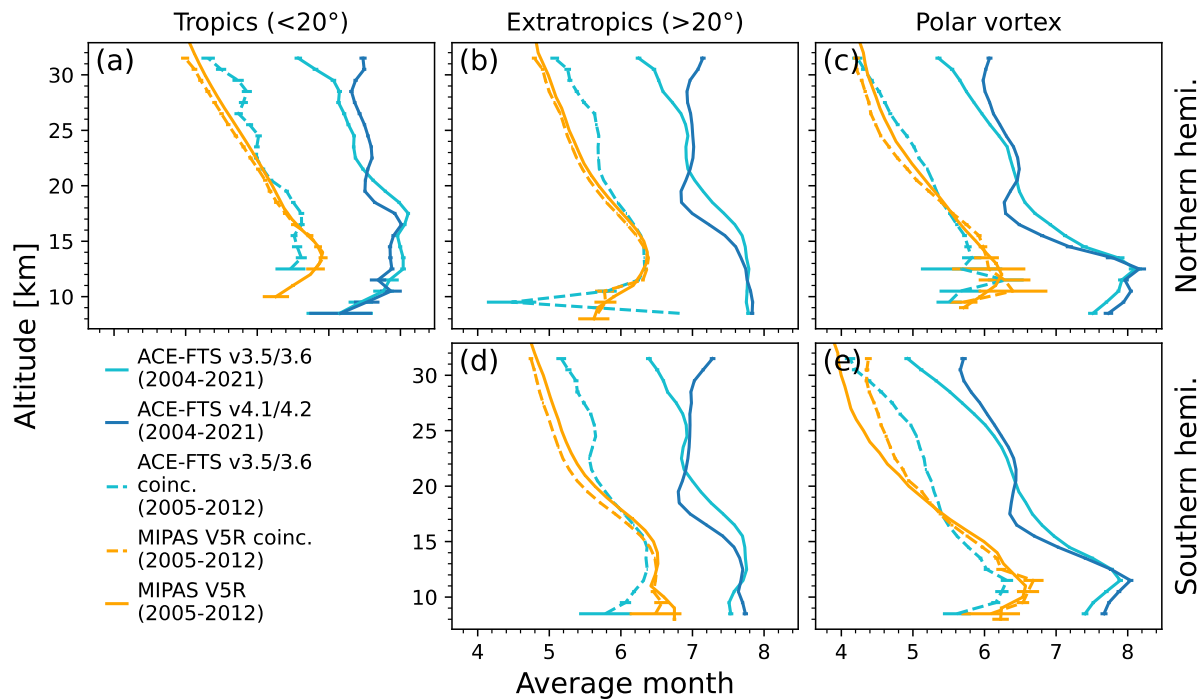 Tropics (<20°) Extratropics (>20°) Polar vortex
(a) (b) (c)
30
25
20
15
10
Northern hemi.
Altitude [km]
ACE-FTS v3.5/3.6
(2004-2021)
ACE-FTS v4.1/4.2
(2004-2021)
ACE-FTS v3.5/3.6
coinc.
(2005-2012)
MIPAS V5R coinc.
(2005-2012)
MIPAS V5R
(2005-2012)
(d) (e)
30
25
20
15
10
Southern hemi.
4 5 6 7 8 4 5 6 7 8
Average month